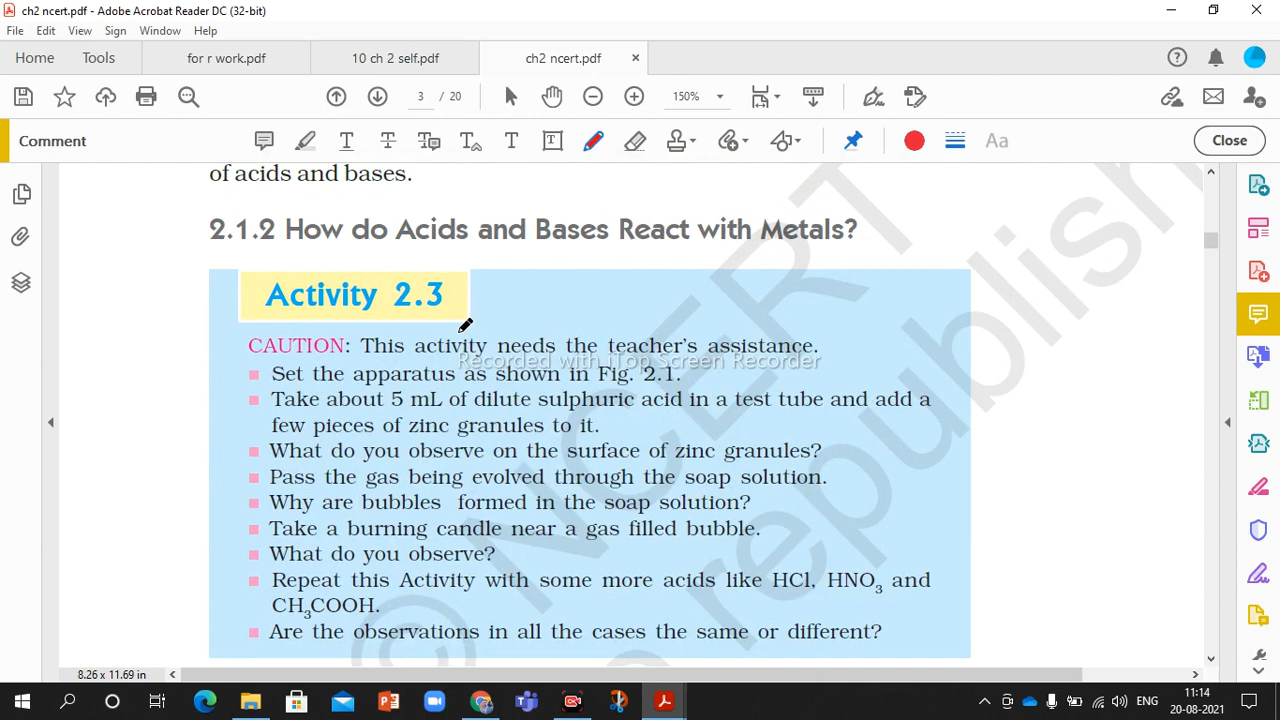 ch2 ncert.pdf - Adobe Acrobat Reader DC (32-bit)
File Edit View Sign Window Help
Home Tools for r work.pdf 10 ch 2 self.pdf ch2 ncert.pdf ×
3 / 20 150%
Comment Aa Close
of acids and bases.
2.1.2 How do Acids and Bases React with Metals?
Activity 2.3
CAUTION: This activity needs the teacher's assistance.
Recorded with iTop Screen Recorder
Set the apparatus as shown in Fig. 2.1.
Take about 5 mL of dilute sulphuric acid in a test tube and add a
few pieces of zinc granules to it.
What do you observe on the surface of zinc granules?
Pass the gas being evolved through the soap solution.
Why are bubbles formed in the soap solution?
Take a burning candle near a gas filled bubble.
What do you observe?
Repeat this Activity with some more acids like HCl, HNO₃ and
CH₃COOH.
Are the observations in all the cases the same or different?
© NCERT
republish
8.26 x 11.69 in
ENG
11:14
20-08-2021